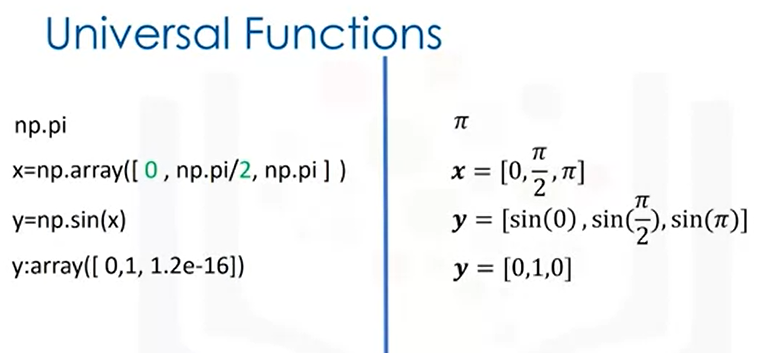 Universal Functions
np.pi
x=np.array([ 0 , np.pi/2, np.pi ] )
y=np.sin(x)
y:array([ 0,1, 1.2e-16])
π
x = [0, π/2, π]
y = [sin(0) , sin(π/2), sin(π)]
y = [0,1,0]